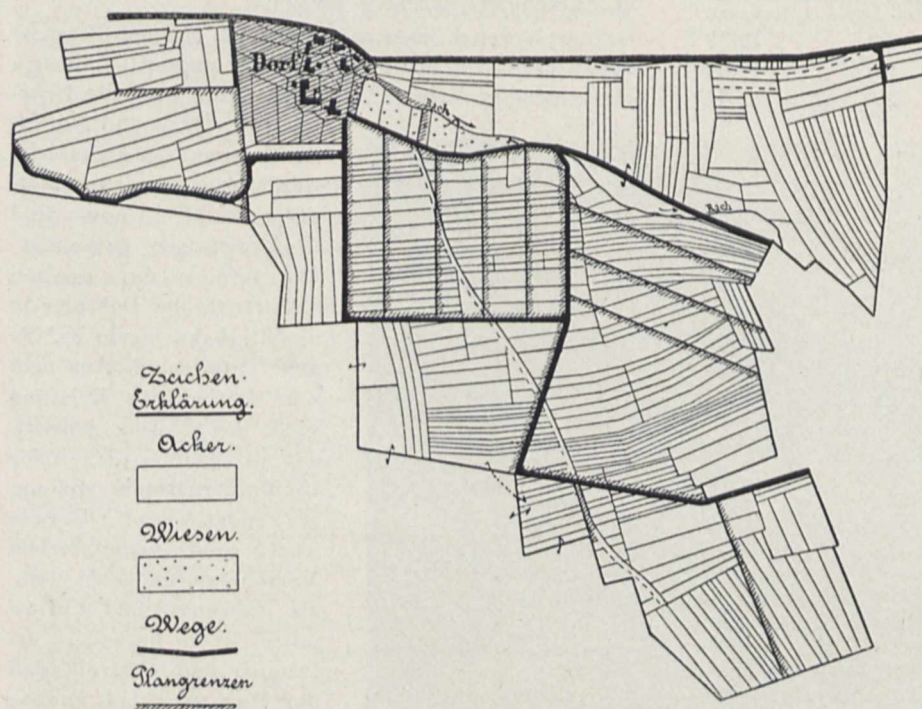 Dorf
Bach
Bach
Zeichen-
Erklärung.
Acker.
Wiesen.
Wege.
Plangrenzen